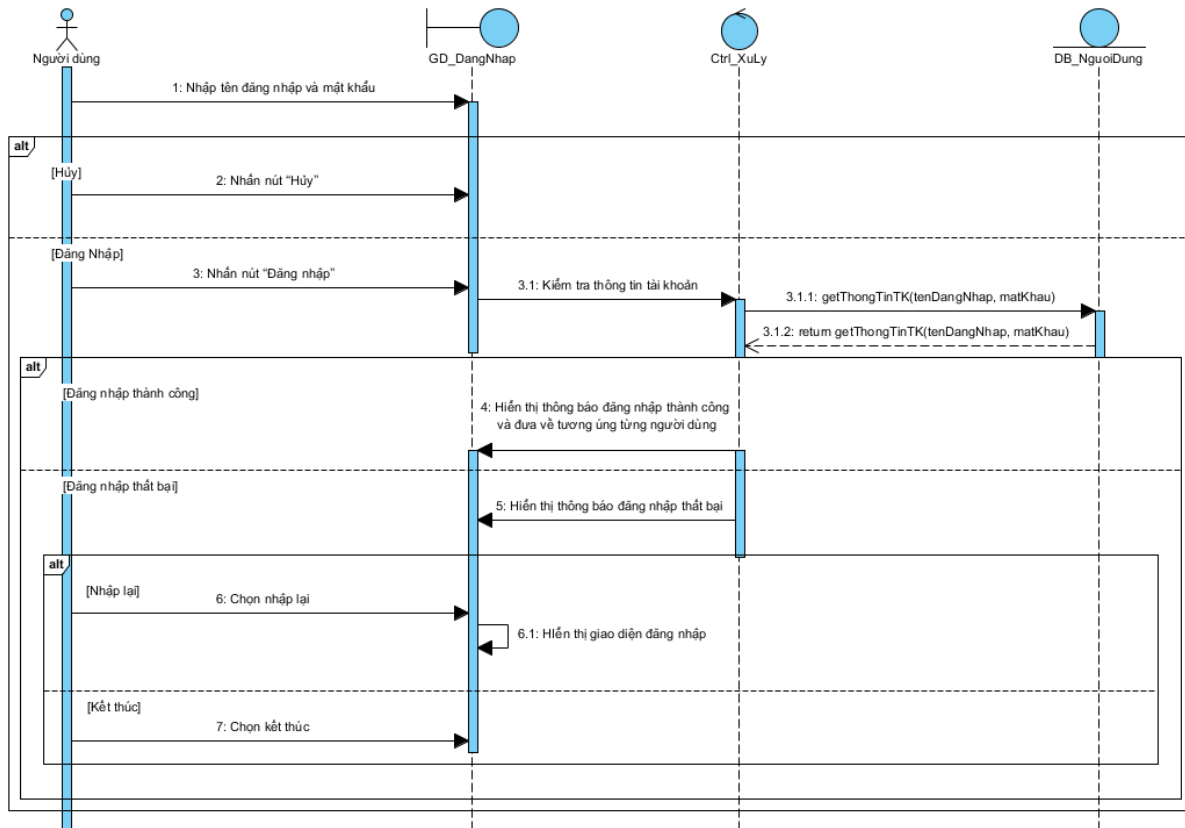 Người dùng
GD_DangNhap
Ctrl_XuLy
DB_NguoiDung
1: Nhập tên đăng nhập và mật khẩu
alt
[Hủy]
2: Nhấn nút “Hủy”
[Đăng Nhập]
3: Nhấn nút “Đăng nhập”
3.1: Kiểm tra thông tin tài khoản
3.1.1: getThongTinTK(tenDangNhap, matKhau)
3.1.2: return getThongTinTK(tenDangNhap, matKhau)
alt
[Đăng nhập thành công]
4: Hiển thị thông báo đăng nhập thành công
và đưa về tương úng từng người dùng
[Đăng nhập thất bại]
5: Hiển thị thông báo đăng nhập thất bại
alt
[Nhập lại]
6: Chọn nhập lại
6.1: HIển thị giao diện đăng nhập
[Kết thúc]
7: Chọn kết thúc